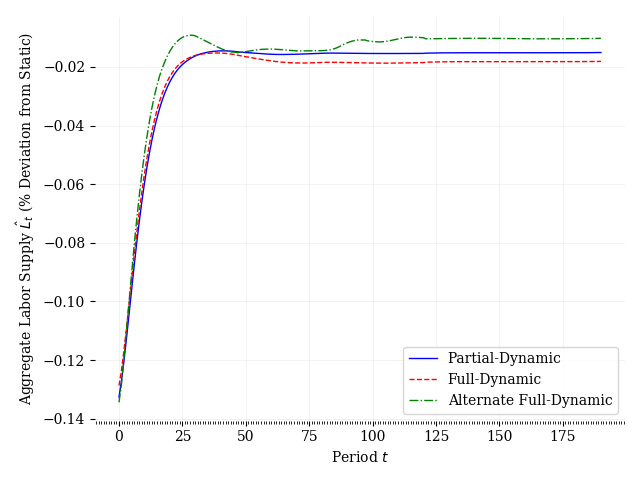 Aggregate Labor Supply L̂_t (% Deviation from Static)
−0.02
−0.04
−0.06
−0.08
−0.10
−0.12
−0.14
0 25 50 75 100 125 150 175
Period t
Partial-Dynamic
Full-Dynamic
Alternate Full-Dynamic